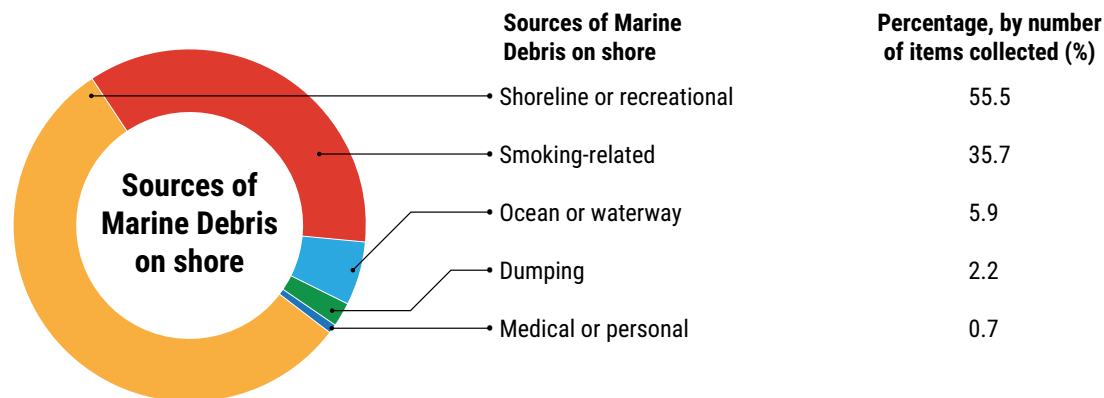 Sources of
Marine Debris
on shore
Sources of Marine
Debris on shore
Percentage, by number
of items collected (%)
Shoreline or recreational 55.5
Smoking-related 35.7
Ocean or waterway 5.9
Dumping 2.2
Medical or personal 0.7